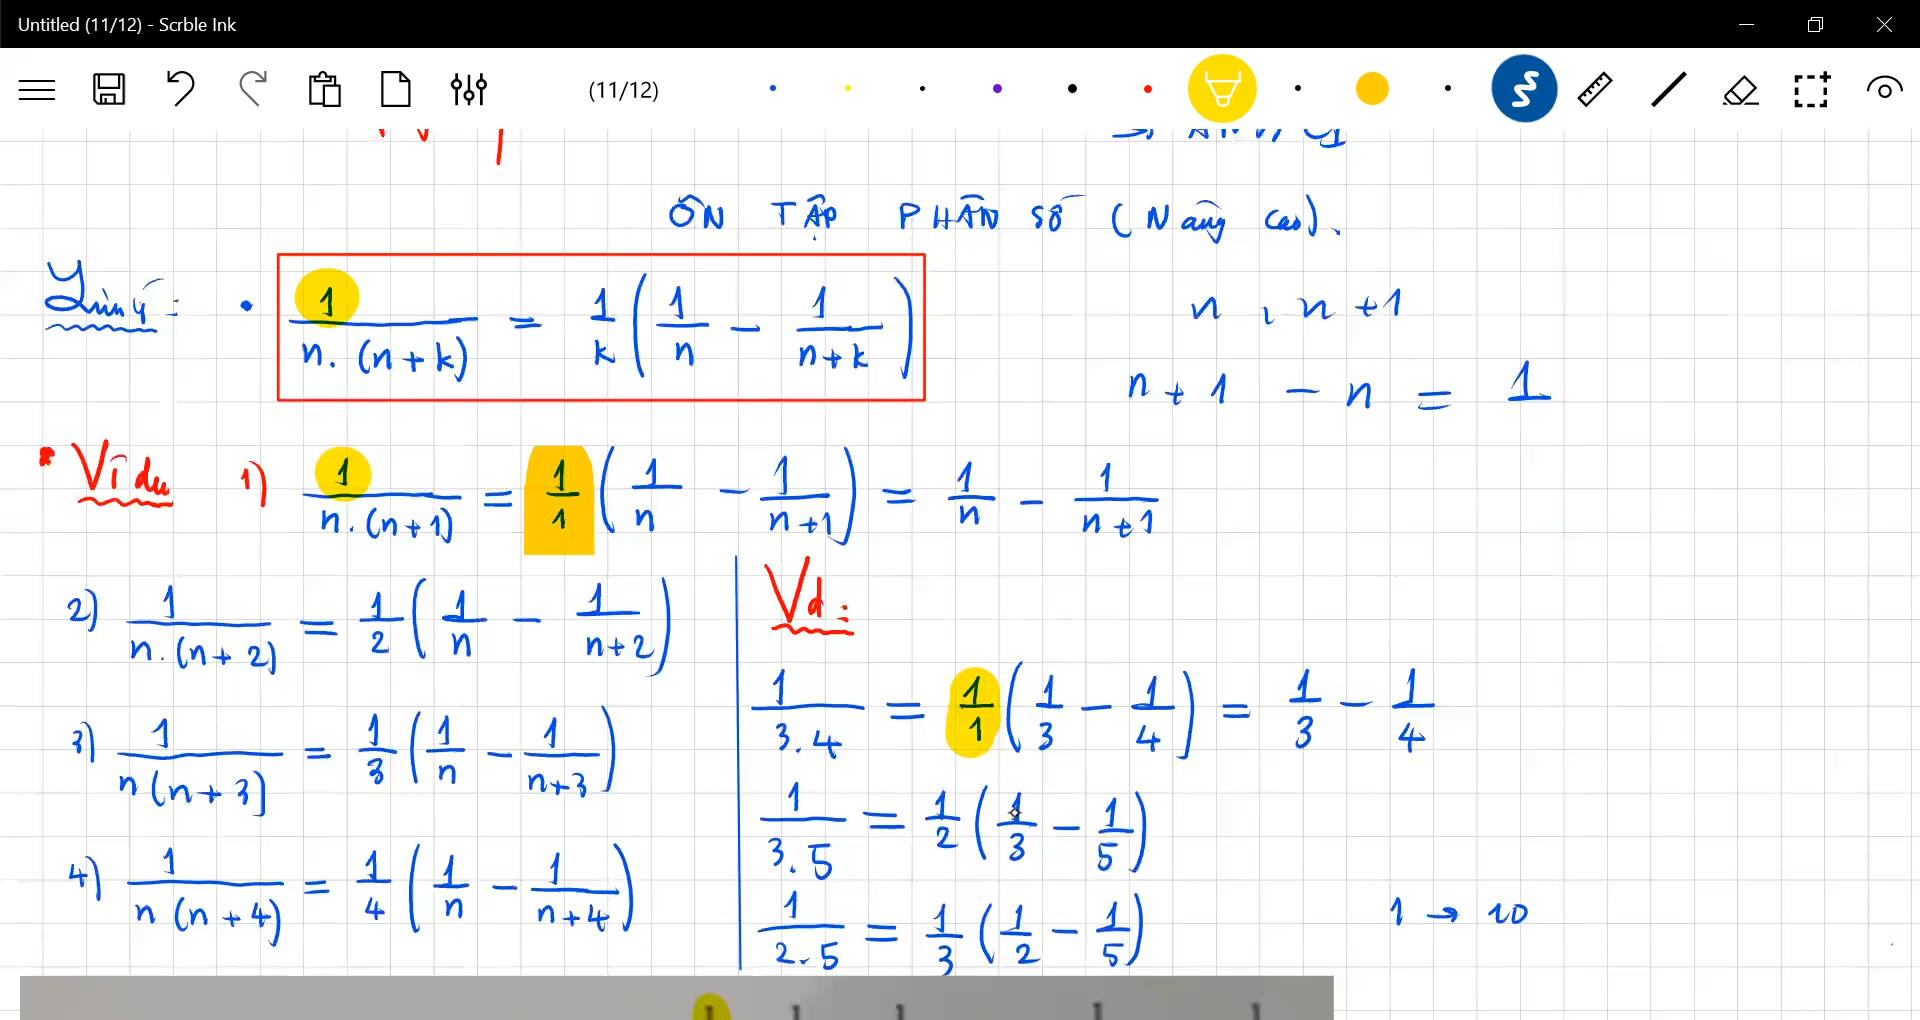 Untitled (11/12) - Scrble Ink
(11/12)
ÔN TẬP PHÂN SỐ (Nâng cao).
Lưu ý: • 1/(n.(n+k)) = 1/k (1/n - 1/(n+k))
n, n+1
n+1 - n = 1
* Ví dụ 1) 1/(n.(n+1)) = 1/1 (1/n - 1/(n+1)) = 1/n - 1/(n+1)
2) 1/(n.(n+2)) = 1/2 (1/n - 1/(n+2))
3) 1/(n(n+3)) = 1/3 (1/n - 1/(n+3))
4) 1/(n(n+4)) = 1/4 (1/n - 1/(n+4))
Vd:
1/(3.4) = 1/1 (1/3 - 1/4) = 1/3 - 1/4
1/(3.5) = 1/2 (1/3 - 1/5)
1/(2.5) = 1/3 (1/2 - 1/5)
1 → 10